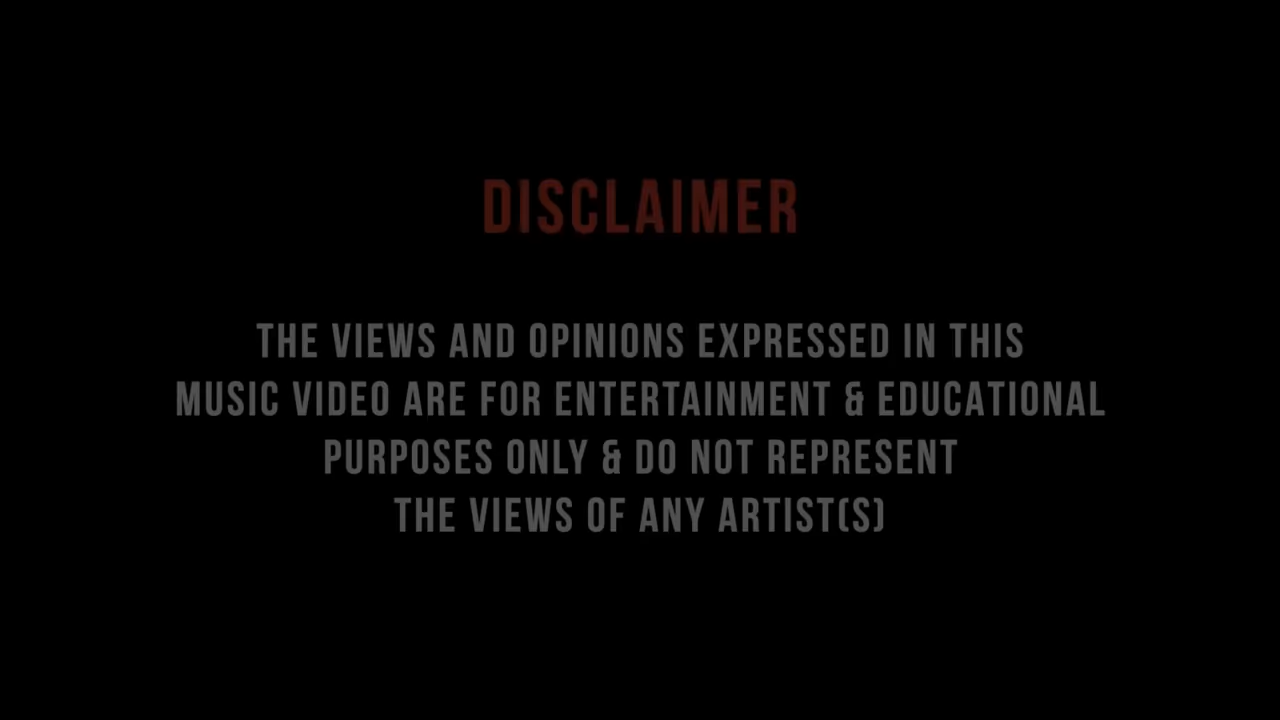 DISCLAIMER
THE VIEWS AND OPINIONS EXPRESSED IN THIS
MUSIC VIDEO ARE FOR ENTERTAINMENT & EDUCATIONAL
PURPOSES ONLY & DO NOT REPRESENT
THE VIEWS OF ANY ARTIST(S)